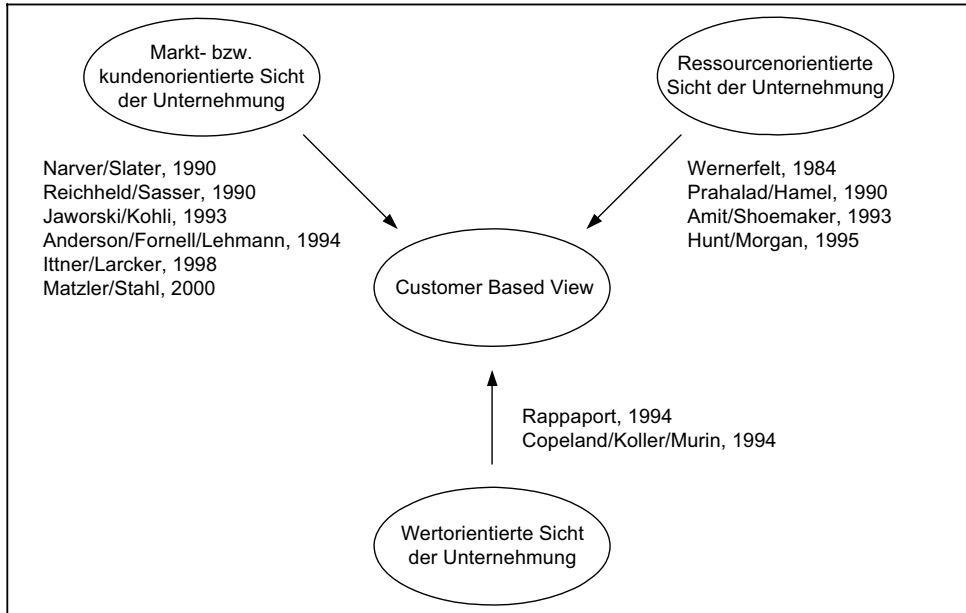 Markt- bzw.
kundenorientierte Sicht
der Unternehmung
Ressourcenorientierte
Sicht der Unternehmung
Narver/Slater, 1990
Reichheld/Sasser, 1990
Jaworski/Kohli, 1993
Anderson/Fornell/Lehmann, 1994
Ittner/Larcker, 1998
Matzler/Stahl, 2000
Wernerfelt, 1984
Prahalad/Hamel, 1990
Amit/Shoemaker, 1993
Hunt/Morgan, 1995
Customer Based View
Rappaport, 1994
Copeland/Koller/Murin, 1994
Wertorientierte Sicht
der Unternehmung